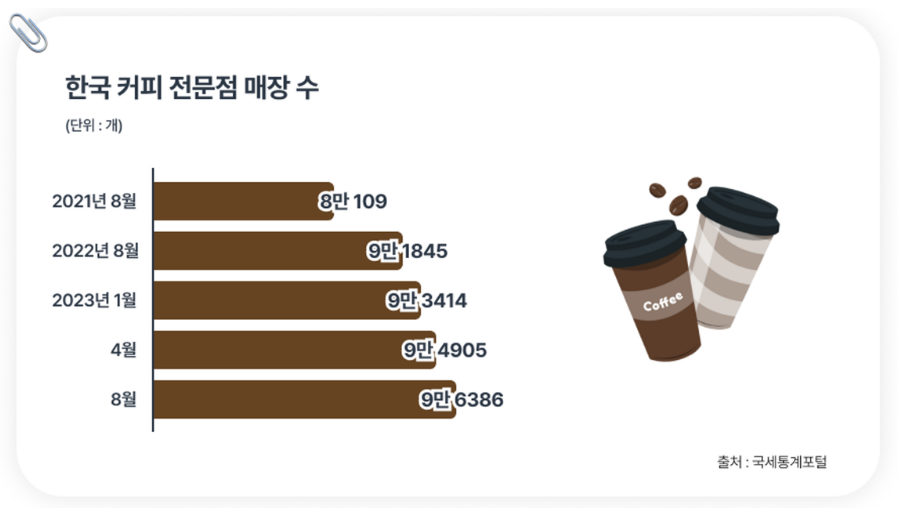 한국 커피 전문점 매장 수
(단위 : 개)
2021년 8월 8만 109
2022년 8월 9만 1845
2023년 1월 9만 3414
4월 9만 4905
8월 9만 6386
Coffee
출처 : 국세통계포털